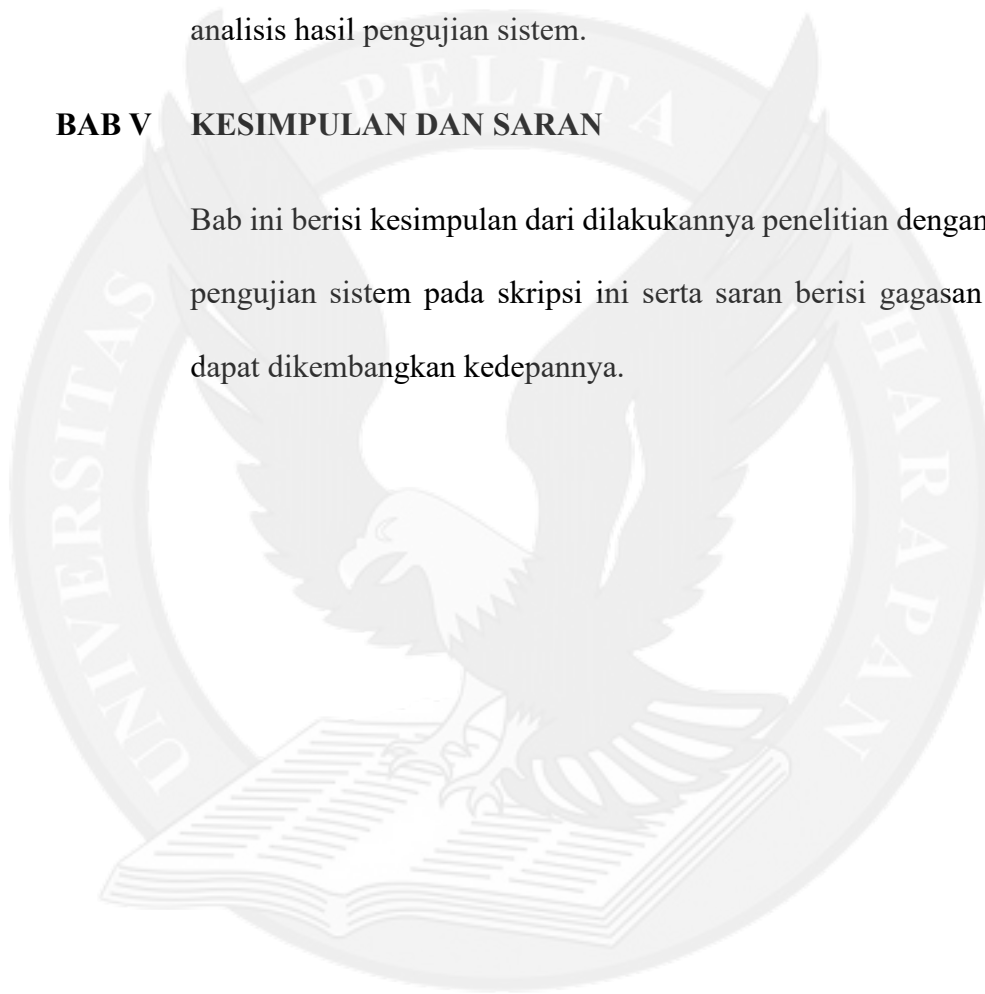 analisis hasil pengujian sistem.
BAB V KESIMPULAN DAN SARAN
Bab ini berisi kesimpulan dari dilakukannya penelitian dengan
pengujian sistem pada skripsi ini serta saran berisi gagasan
dapat dikembangkan kedepannya.
UNIVERSITAS PELITA HARAPAN